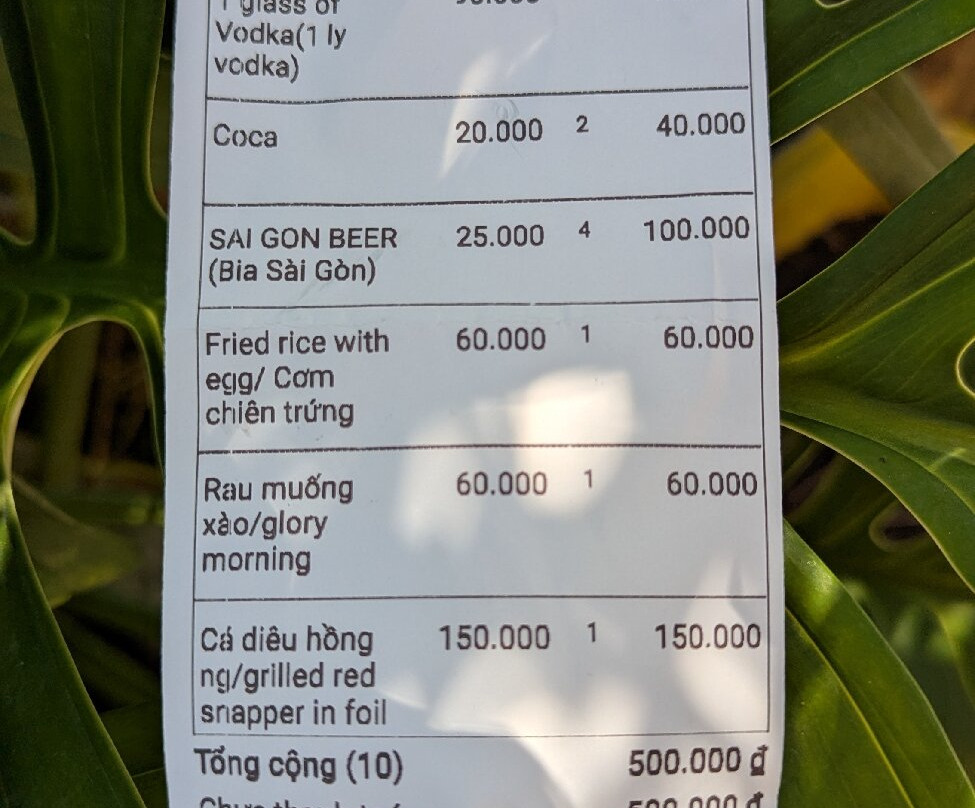 1 glass of
Vodka(1 ly
vodka)
Coca 20.000 2 40.000
SAI GON BEER 25.000 4 100.000
(Bia Sài Gòn)
Fried rice with 60.000 1 60.000
egg/ Cơm
chiên trứng
Rau muống 60.000 1 60.000
xào/glory
morning
Cá diêu hồng 150.000 1 150.000
ng/grilled red
snapper in foil
Tổng cộng (10) 500.000 ₫
500.000 ₫